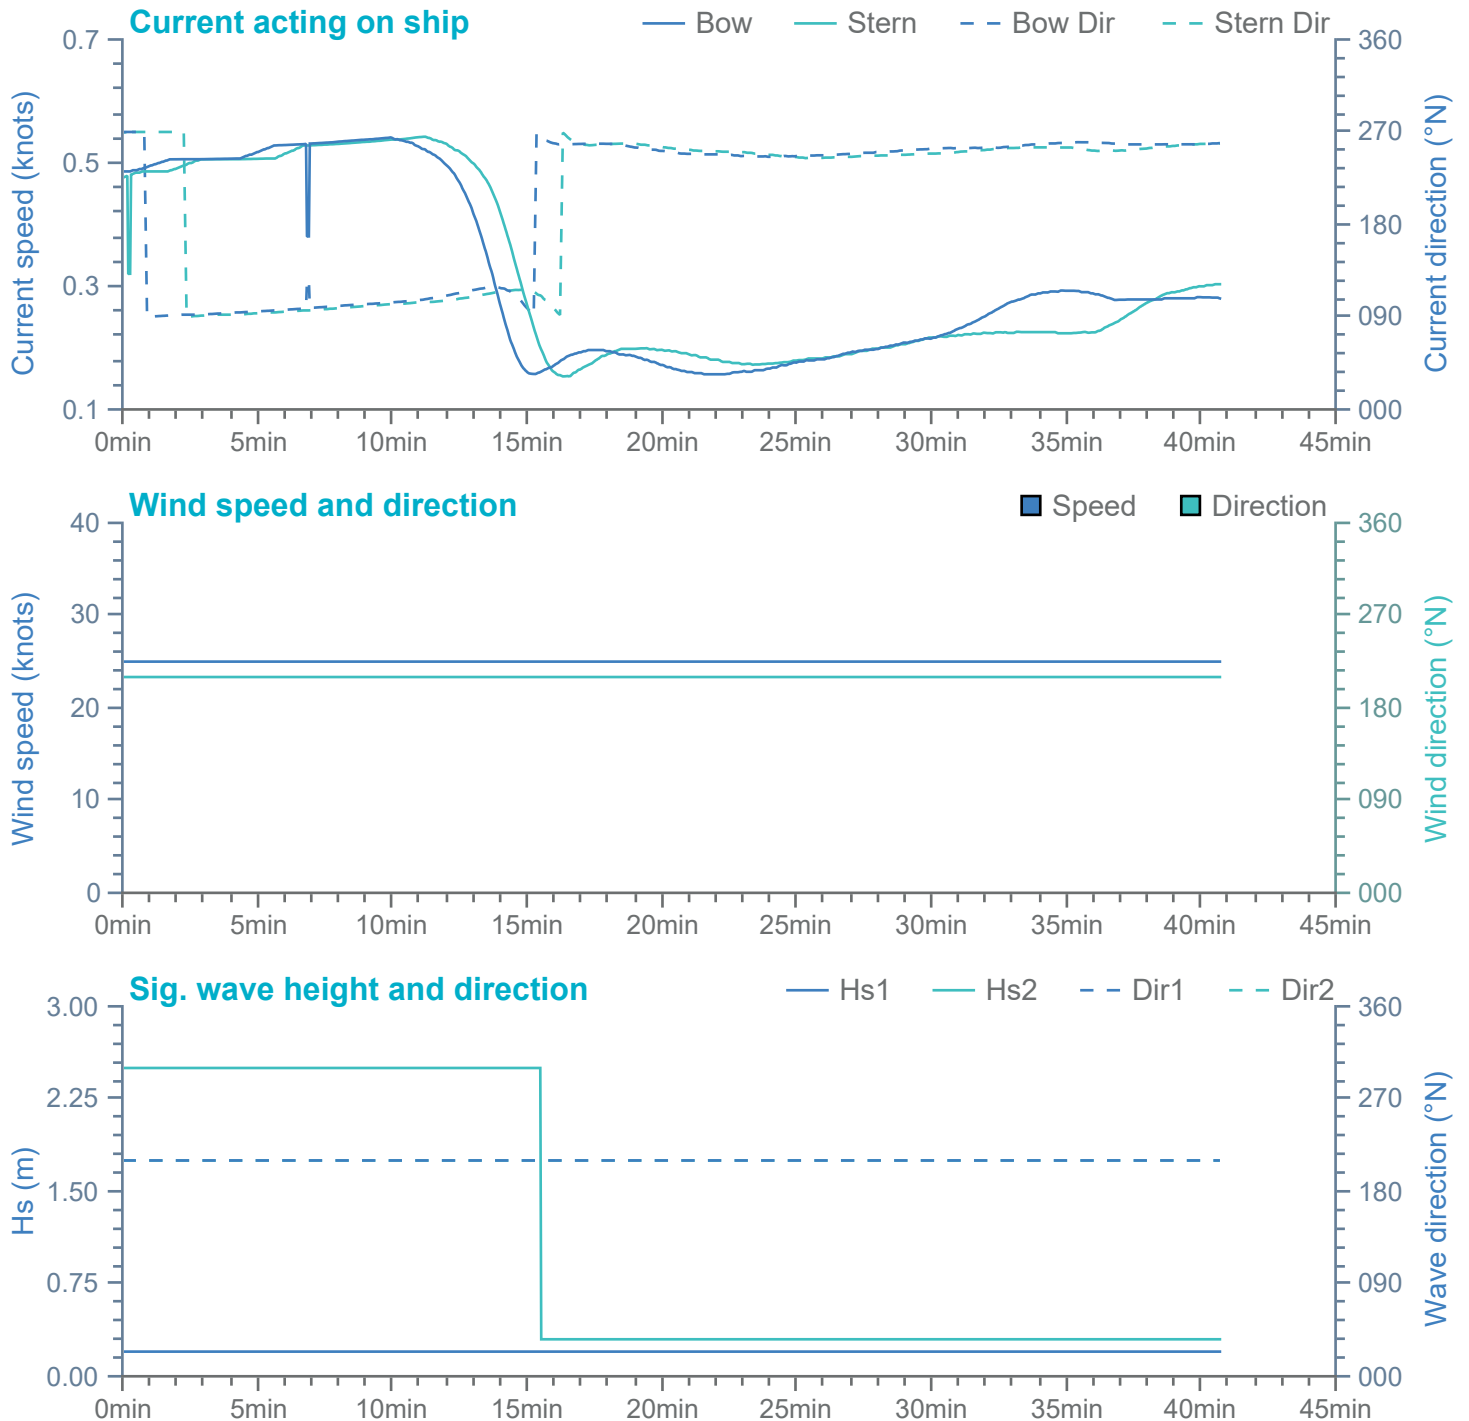 Current acting on ship
Bow Stern Bow Dir Stern Dir
Current speed (knots)
0.7
0.5
0.3
0.1
360
270
180
090
000
Current direction (°N)
0min 5min 10min 15min 20min 25min 30min 35min 40min 45min
Wind speed and direction
Speed Direction
Wind speed (knots)
40
30
20
10
0
360
270
180
090
000
Wind direction (°N)
0min 5min 10min 15min 20min 25min 30min 35min 40min 45min
Sig. wave height and direction
Hs1 Hs2 Dir1 Dir2
Hs (m)
3.00
2.25
1.50
0.75
0.00
360
270
180
090
000
Wave direction (°N)
0min 5min 10min 15min 20min 25min 30min 35min 40min 45min